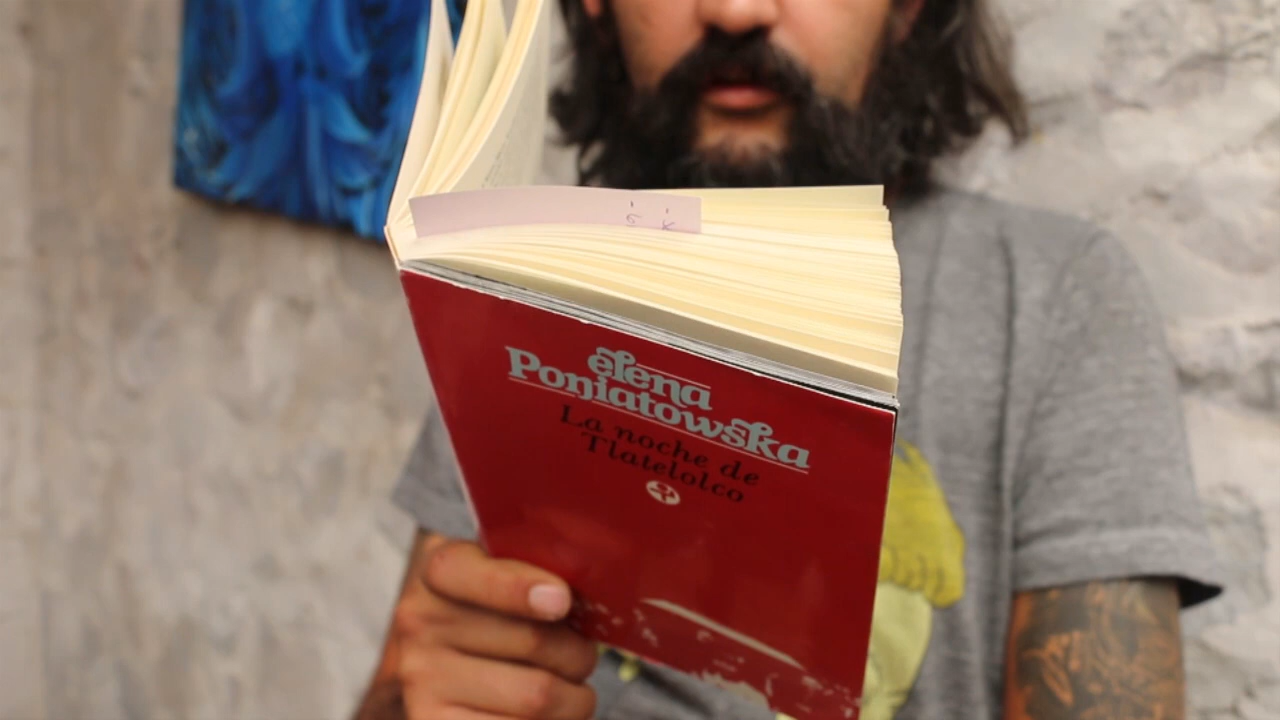 elena
Poniatowska
La noche de
Tlatelolco